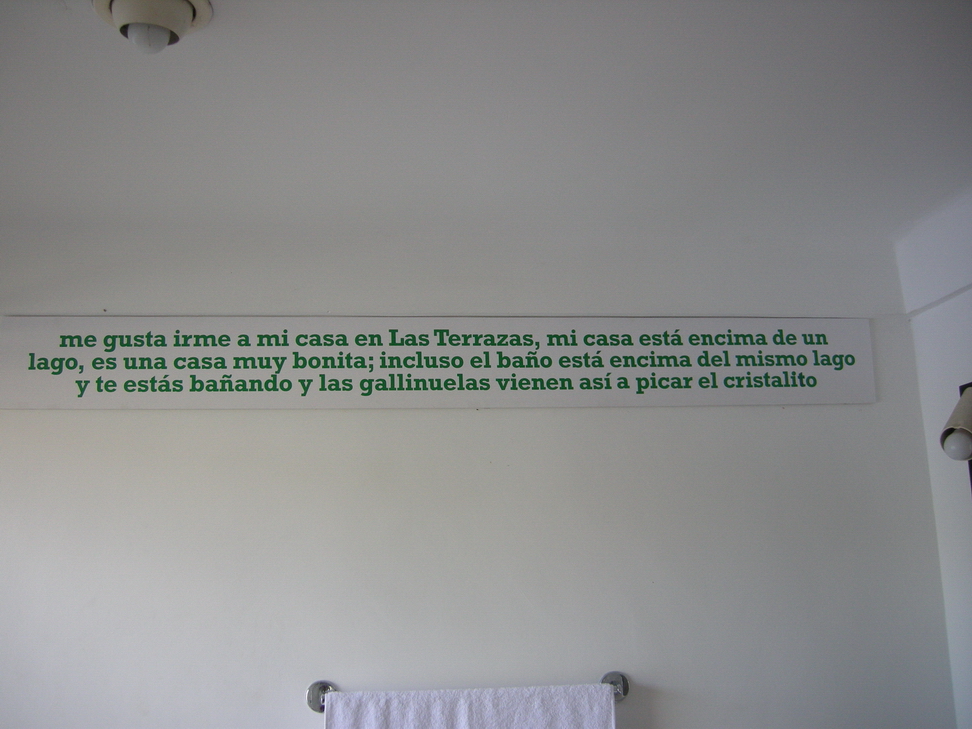 me gusta irme a mi casa en Las Terrazas, mi casa está encima de un
lago, es una casa muy bonita; incluso el baño está encima del mismo lago
y te estás bañando y las gallinuelas vienen así a picar el cristalito